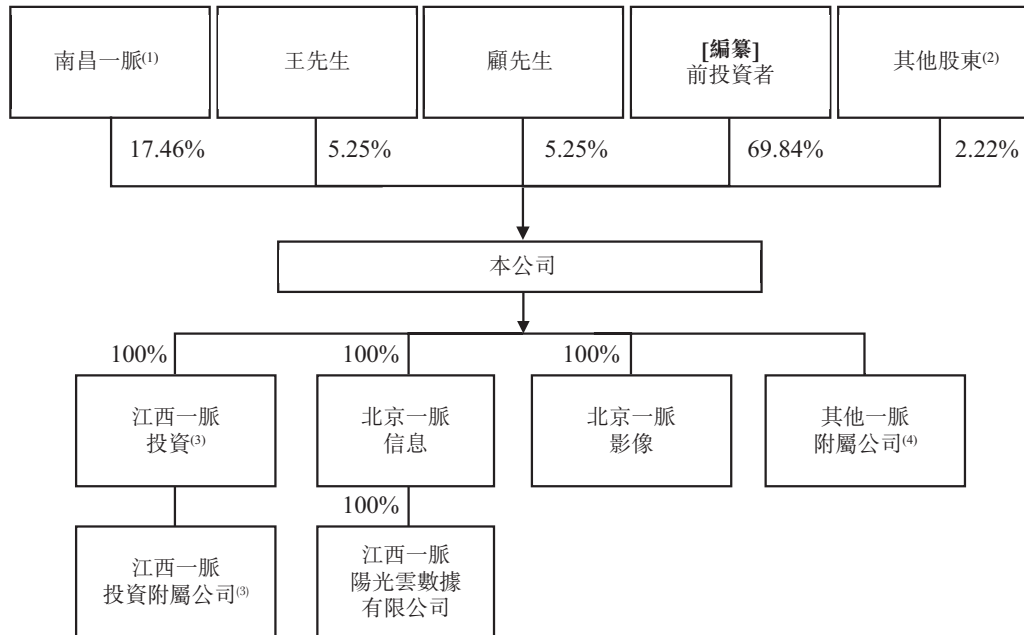 南昌一脈(1)
王先生
顧先生
[編纂]
前投資者
其他股東(2)
17.46%
5.25%
5.25%
69.84%
2.22%
本公司
100%
100%
100%
江西一脈
投資(3)
北京一脈
信息
北京一脈
影像
其他一脈
附屬公司(4)
100%
江西一脈
投資附屬公司(3)
江西一脈
陽光雲數據
有限公司